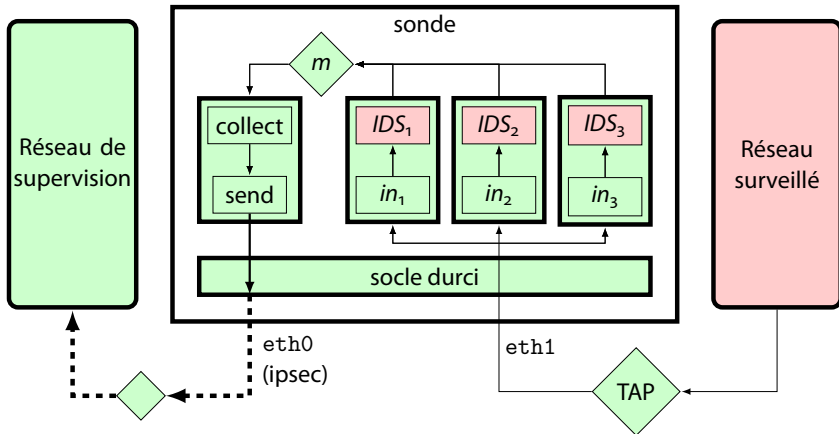 sonde
Réseau de
supervision
m
collect
send
IDS₁
in₁
IDS₂
in₂
IDS₃
in₃
socle durci
Réseau
surveillé
eth0
(ipsec)
eth1
TAP